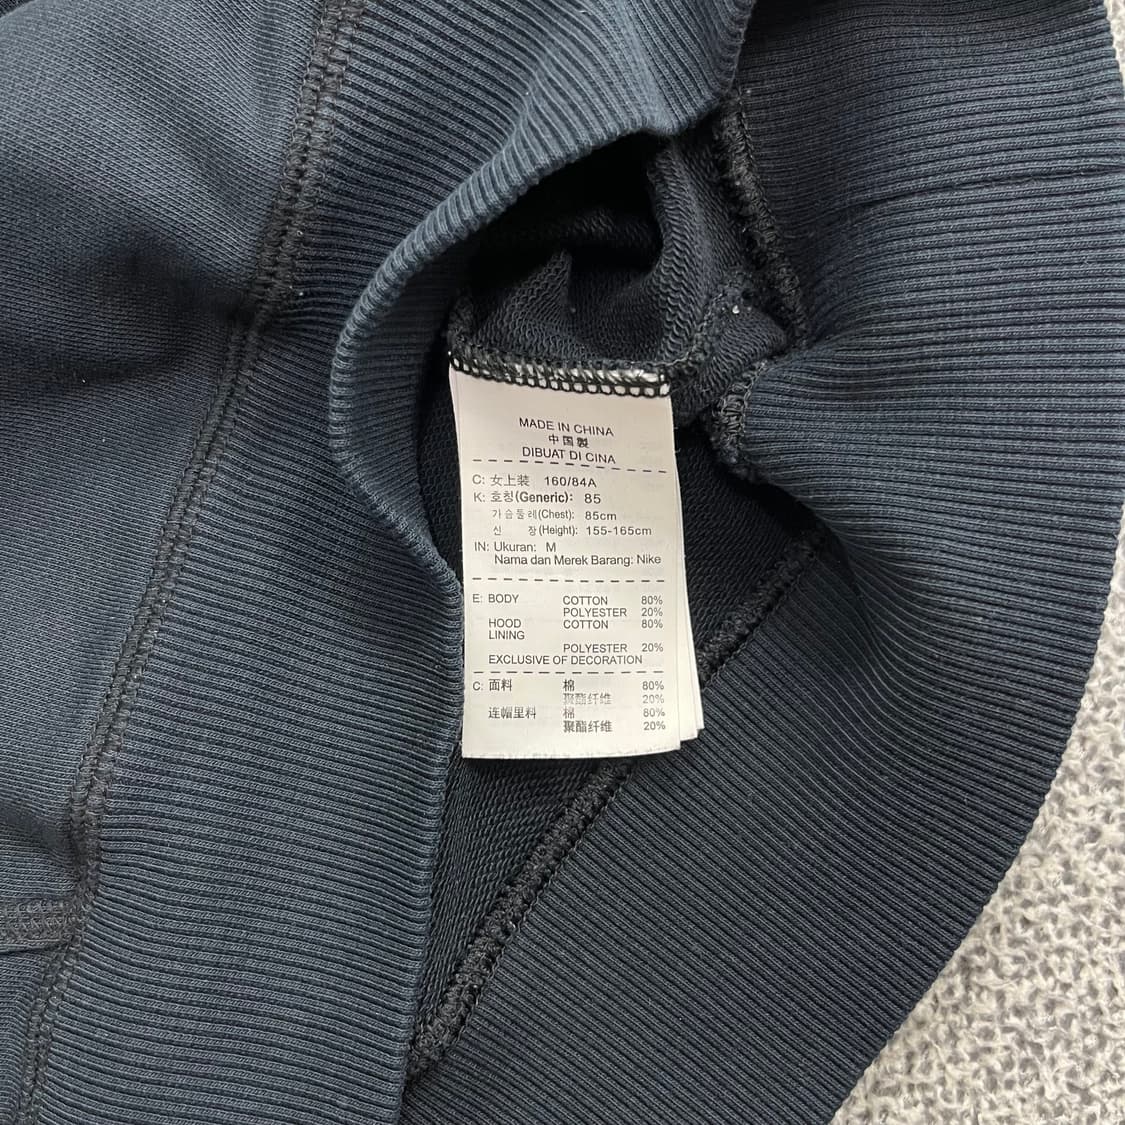 MADE IN CHINA
中国製
DIBUAT DI CINA
C: 女上装 160/84A
K: 호칭(Generic): 85
가슴둘레(Chest): 85cm
신 장(Height): 155-165cm
IN: Ukuran: M
Nama dan Merek Barang: Nike
E: BODY COTTON 80%
POLYESTER 20%
HOOD COTTON 80%
LINING
POLYESTER 20%
EXCLUSIVE OF DECORATION
C: 面料 棉 80%
聚酯纤维 20%
连帽里料 棉 80%
聚酯纤维 20%